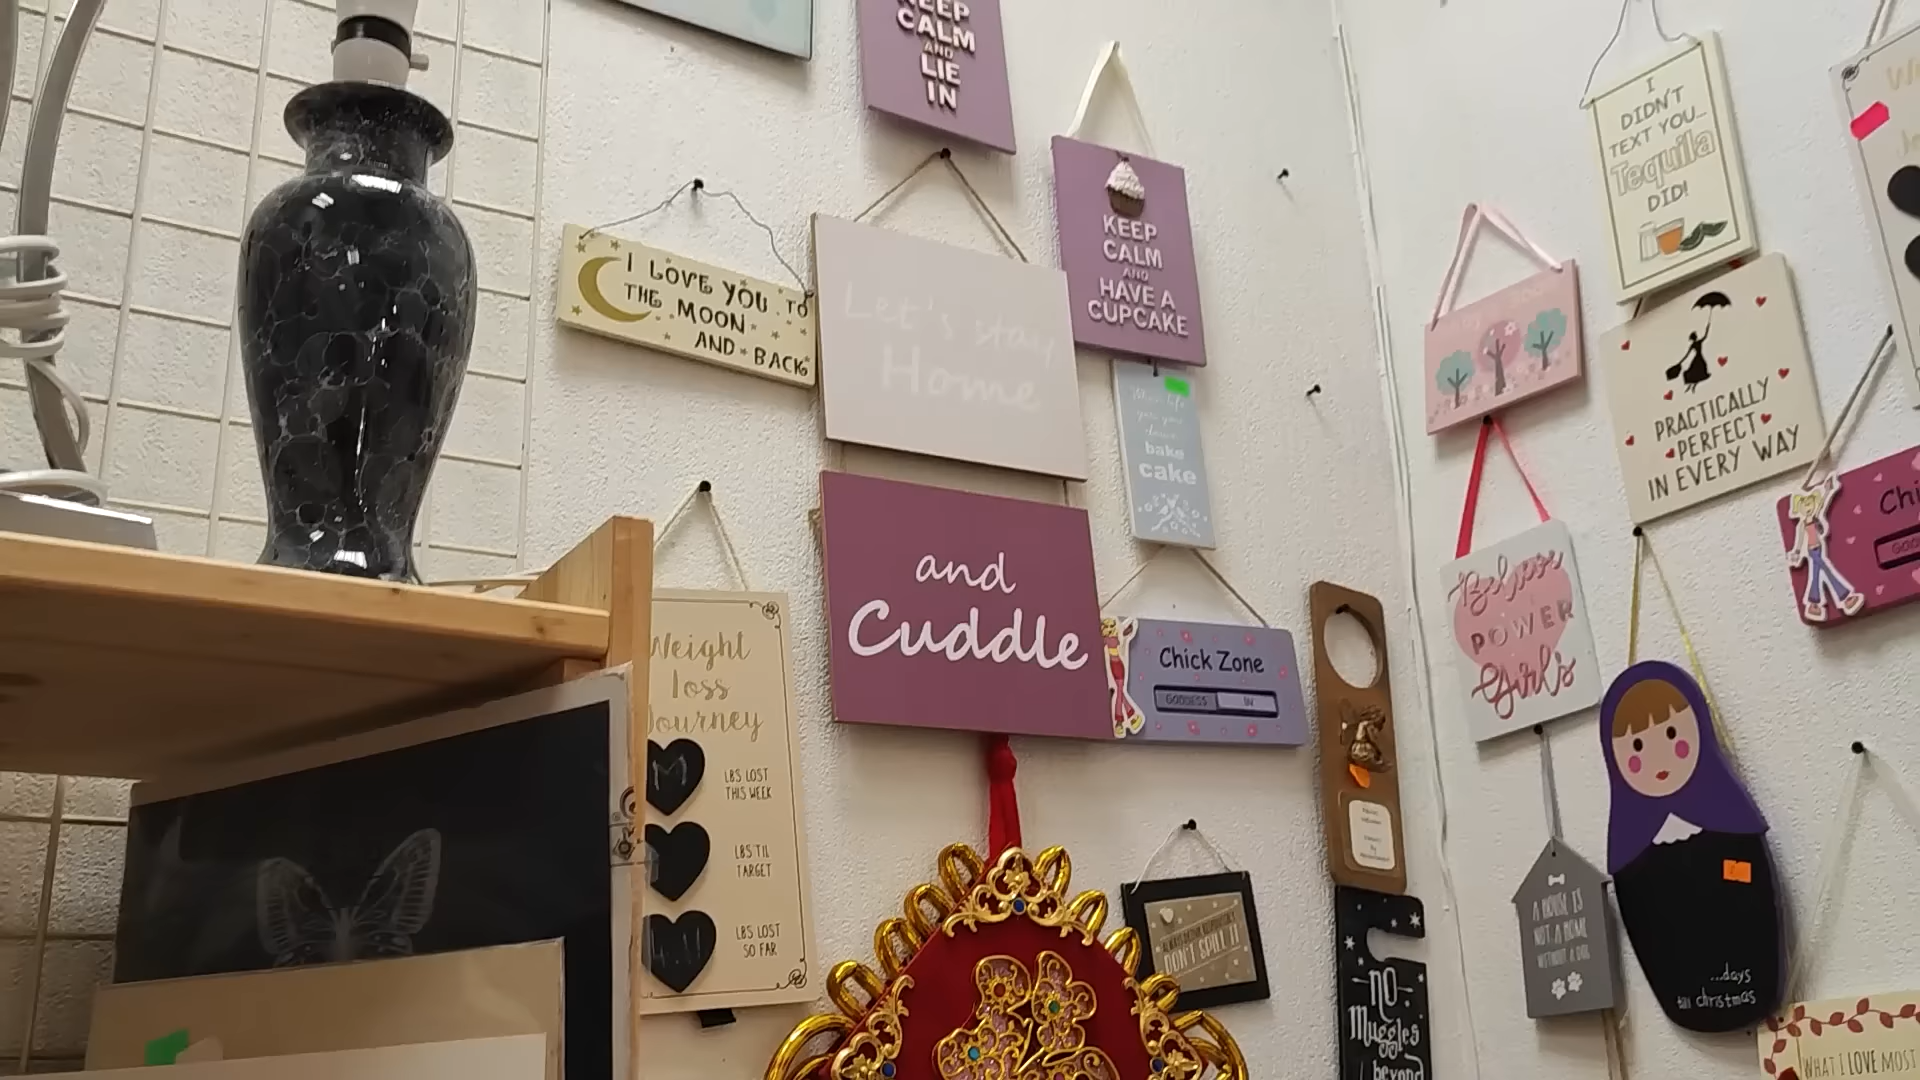 KEEP
CALM
AND
LIE
IN
KEEP
CALM
AND
HAVE A
CUPCAKE
I LOVE YOU TO
THE MOON
AND BACK
Let's stay
Home
and
Cuddle
bake
cake
Chick Zone
GODDESS
IN
Weight
loss
Journey
LBS LOST
THIS WEEK
LBS TIL
TARGET
LBS LOST
SO FAR
DON'T SPILL IT
NO
Muggles
beyond
I
DIDN'T
TEXT YOU...
Tequila
DID!
PRACTICALLY
PERFECT
IN EVERY WAY
Believe
POWER
Girl's
A HOUSE IS
NOT A HOME
WITHOUT A DOG
...days
till christmas
WHAT I LOVE MOST